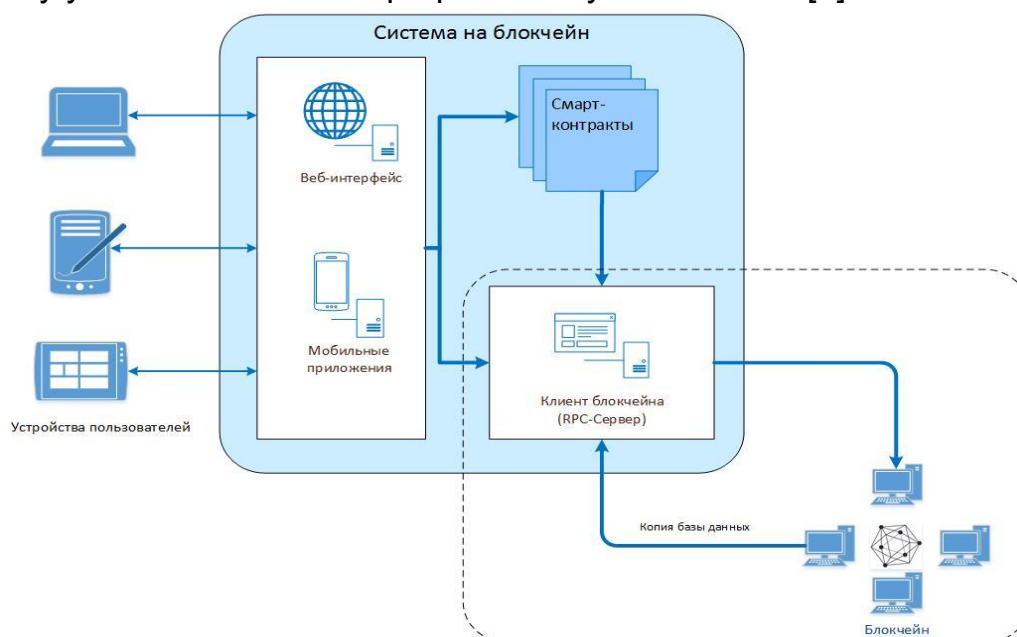 Система на блокчейн
Смарт-
контракты
Веб-интерфейс
Мобильные
приложения
Клиент блокчейна
(RPC-Сервер)
Устройства пользователей
Копия базы данных
Блокчейн